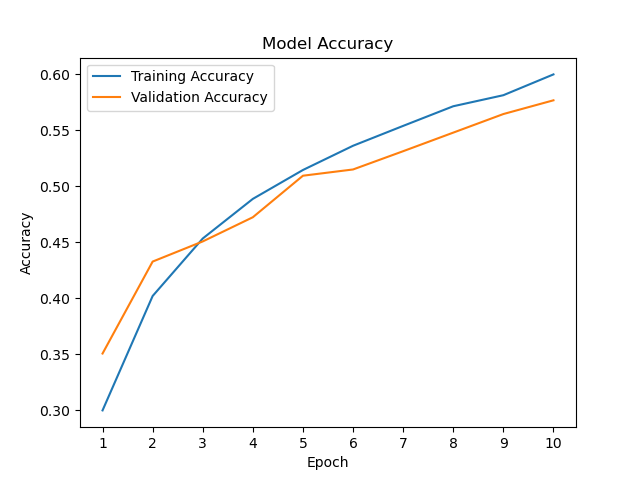 Model Accuracy
Training Accuracy
Validation Accuracy
0.60
0.55
0.50
0.45
0.40
0.35
0.30
Accuracy
1 2 3 4 5 6 7 8 9 10
Epoch